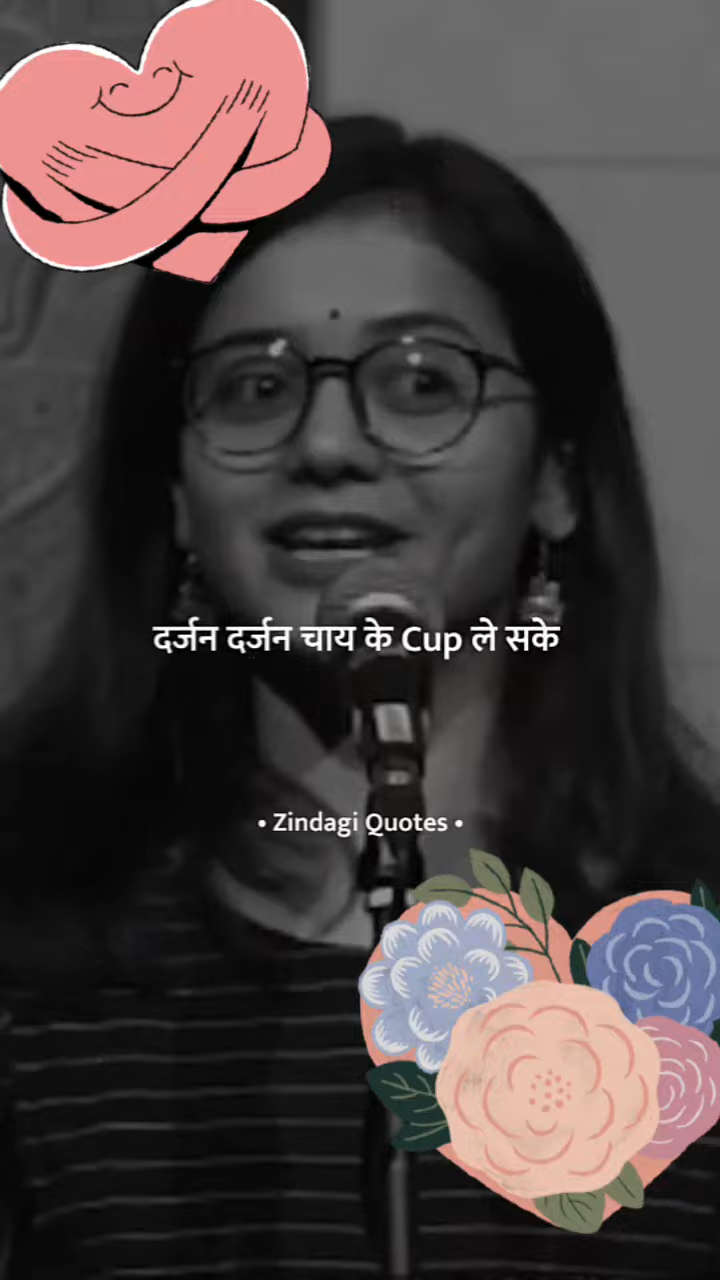 दर्जन दर्जन चाय के Cup ले सके
• Zindagi Quotes •